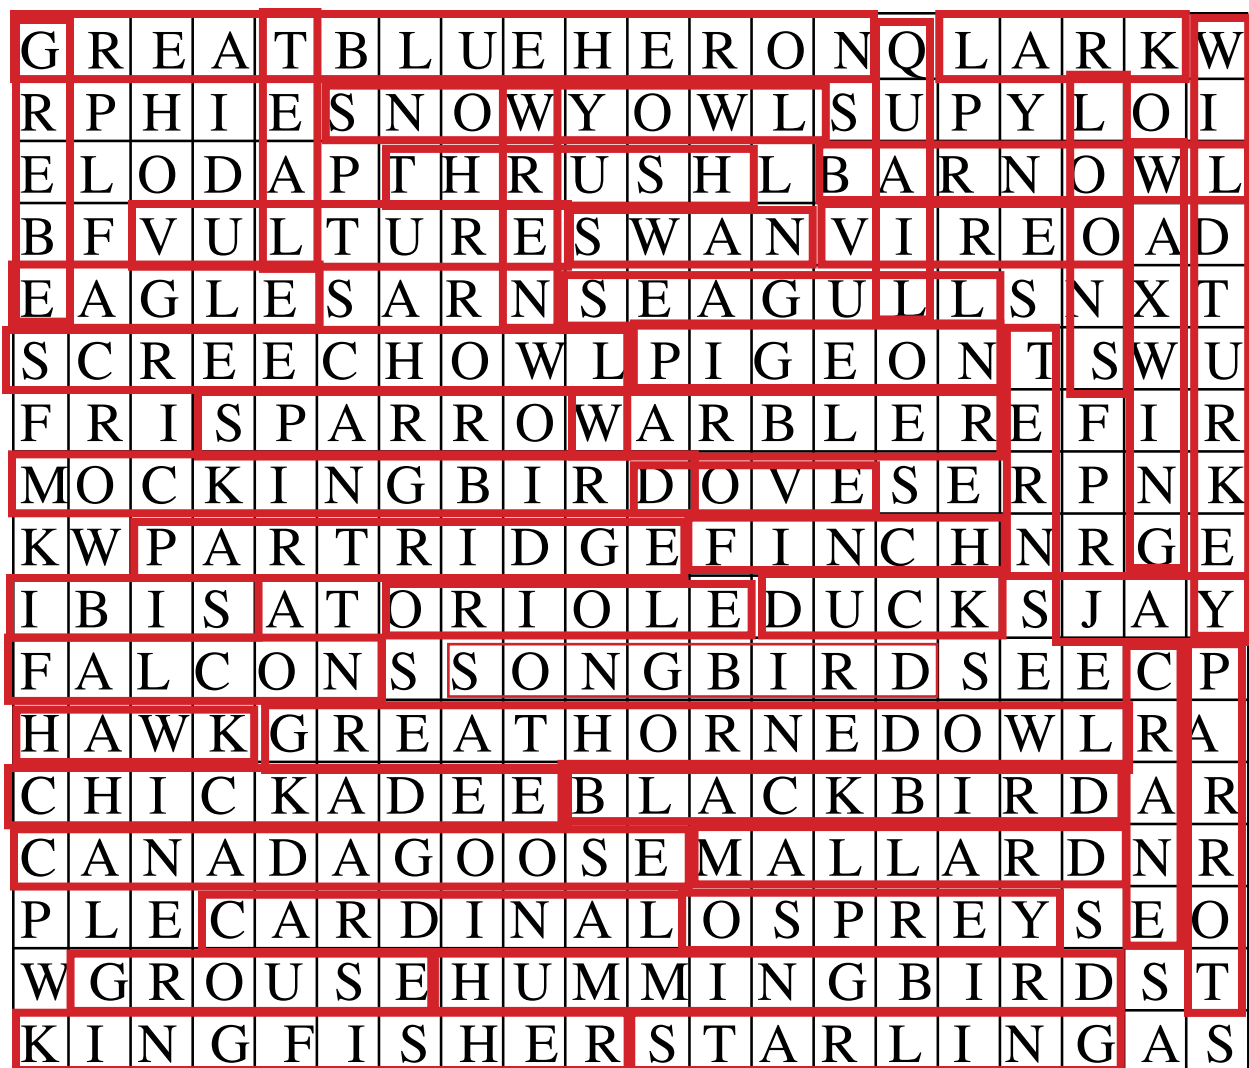 G R E A T B L U E H E R O N Q L A R K W
R P H I E S N O W Y O W L S U P Y L O I
E L O D A P T H R U S H L B A R N O W L
B F V U L T U R E S W A N V I R E O A D
E A G L E S A R N S E A G U L L S N X T
S C R E E C H O W L P I G E O N T S W U
F R I S P A R R O W A R B L E R E F I R
M O C K I N G B I R D O V E S E R P N K
K W P A R T R I D G E F I N C H N R G E
I B I S A T O R I O L E D U C K S J A Y
F A L C O N S S O N G B I R D S E E C P
H A W K G R E A T H O R N E D O W L R A
C H I C K A D E E B L A C K B I R D A R
C A N A D A G O O S E M A L L A R D N R
P L E C A R D I N A L O S P R E Y S E O
W G R O U S E H U M M I N G B I R D S T
K I N G F I S H E R S T A R L I N G A S